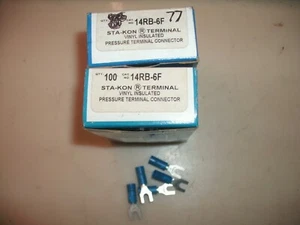 77
14RB-6F
STA-KON ® TERMINAL
VINYL INSULATED
PRESSURE TERMINAL CONNECTOR
QTY 100 14RB-6F
STA-KON ® TERMINAL
VINYL INSULATED
PRESSURE TERMINAL CONNECTOR